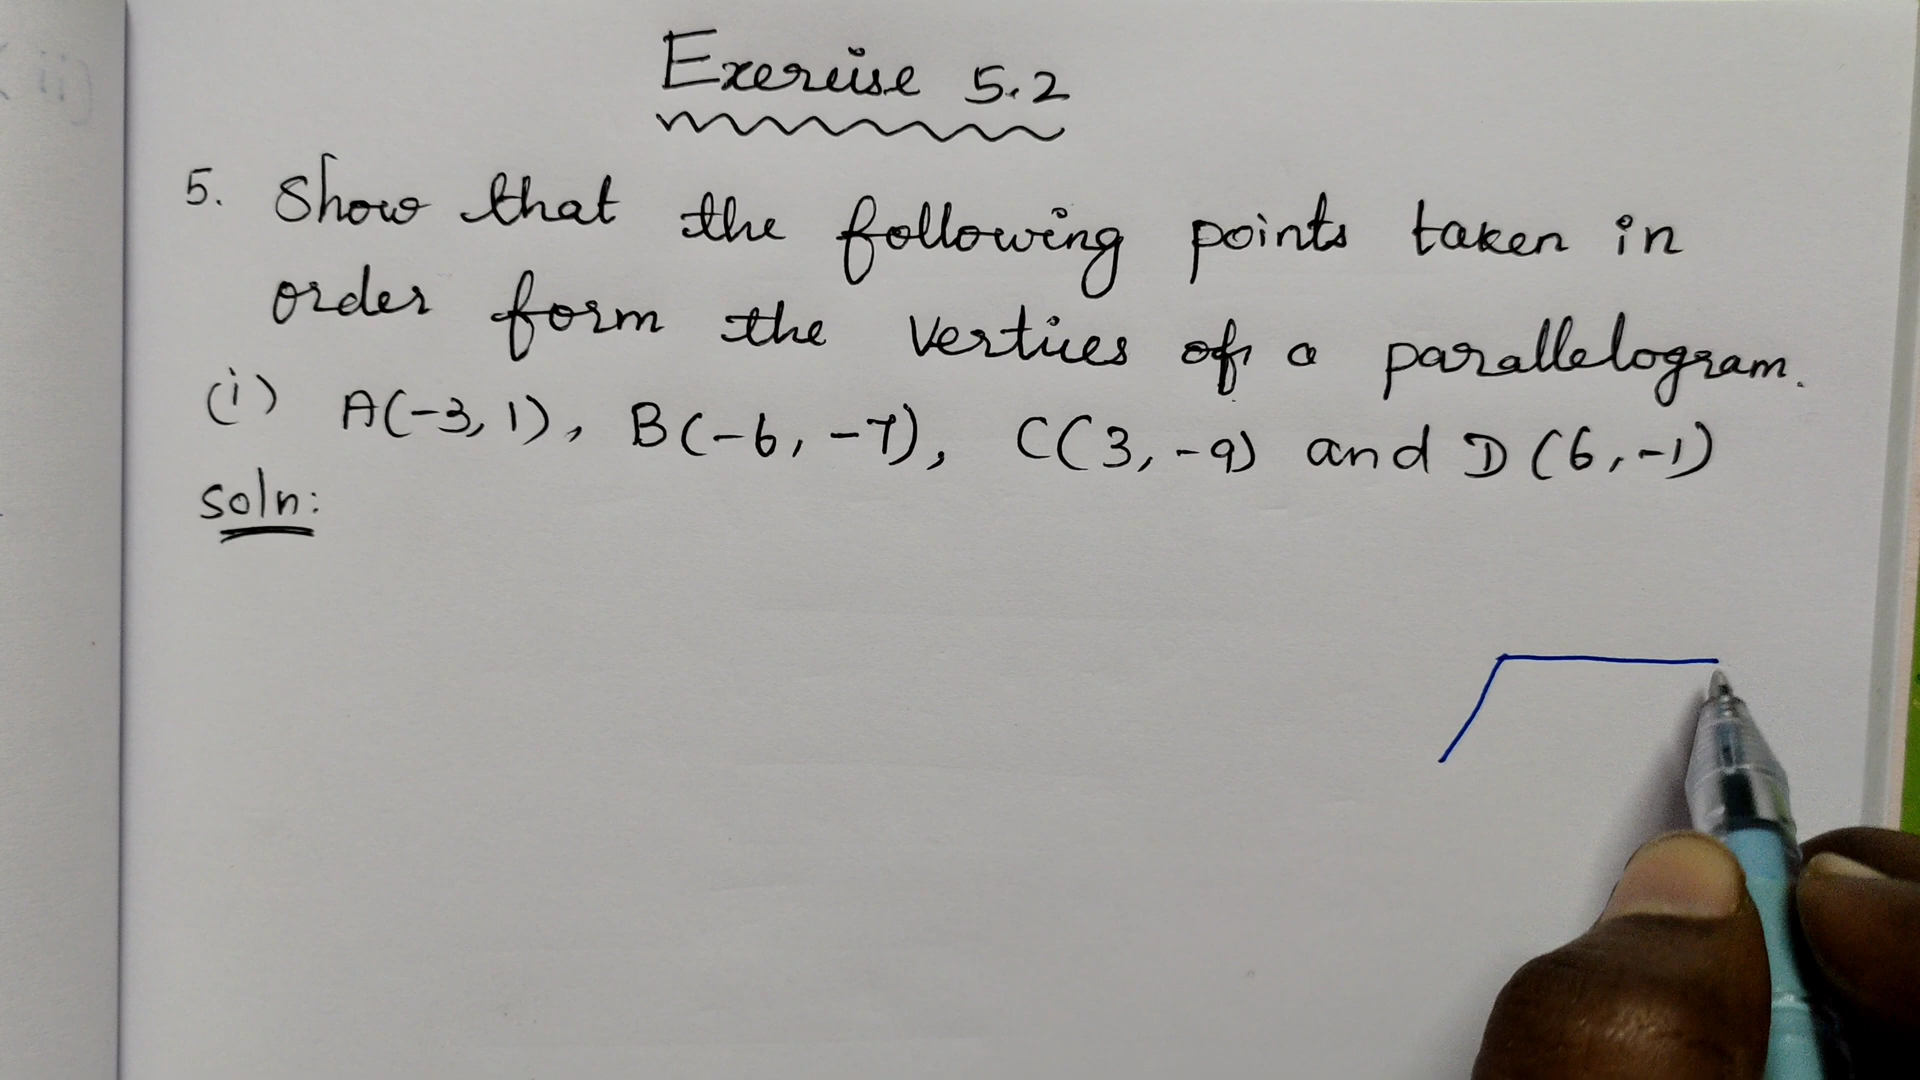 Exercise 5.2
5. Show that the following points taken in
order form the vertices of a parallelogram.
(i) A(-3, 1), B(-6, -7), C(3, -9) and D(6, -1)
Soln: